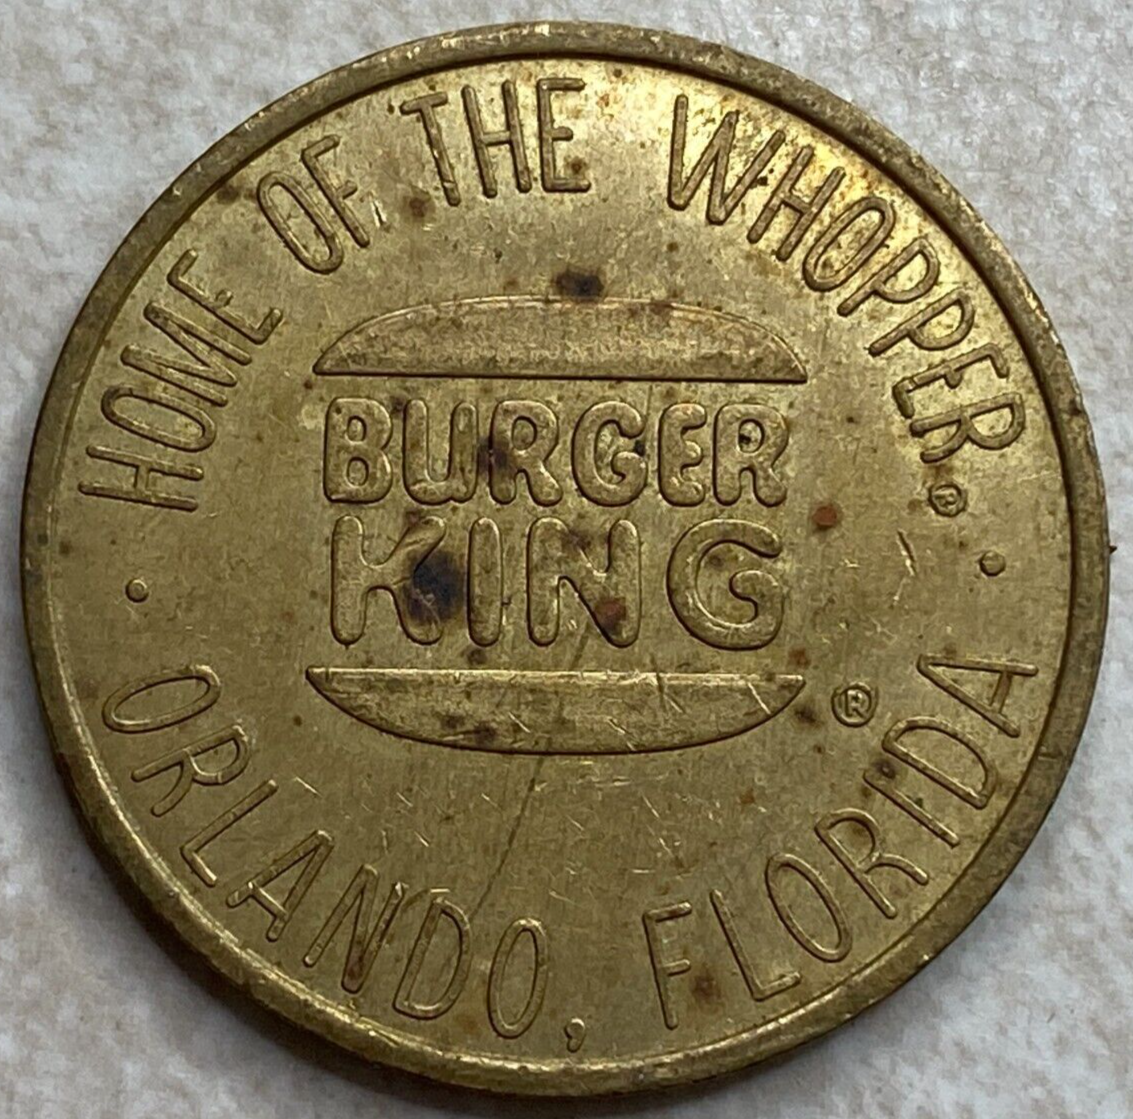 HOME OF THE WHOPPER®
BURGER
KING
®
ORLANDO, FLORIDA